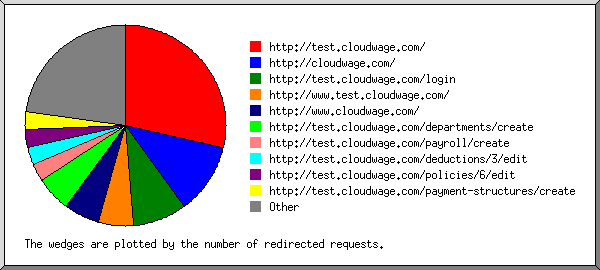 http://test.cloudwage.com/
http://cloudwage.com/
http://test.cloudwage.com/login
http://www.test.cloudwage.com/
http://www.cloudwage.com/
http://test.cloudwage.com/departments/create
http://test.cloudwage.com/payroll/create
http://test.cloudwage.com/deductions/3/edit
http://test.cloudwage.com/policies/6/edit
http://test.cloudwage.com/payment-structures/create
Other
The wedges are plotted by the number of redirected requests.